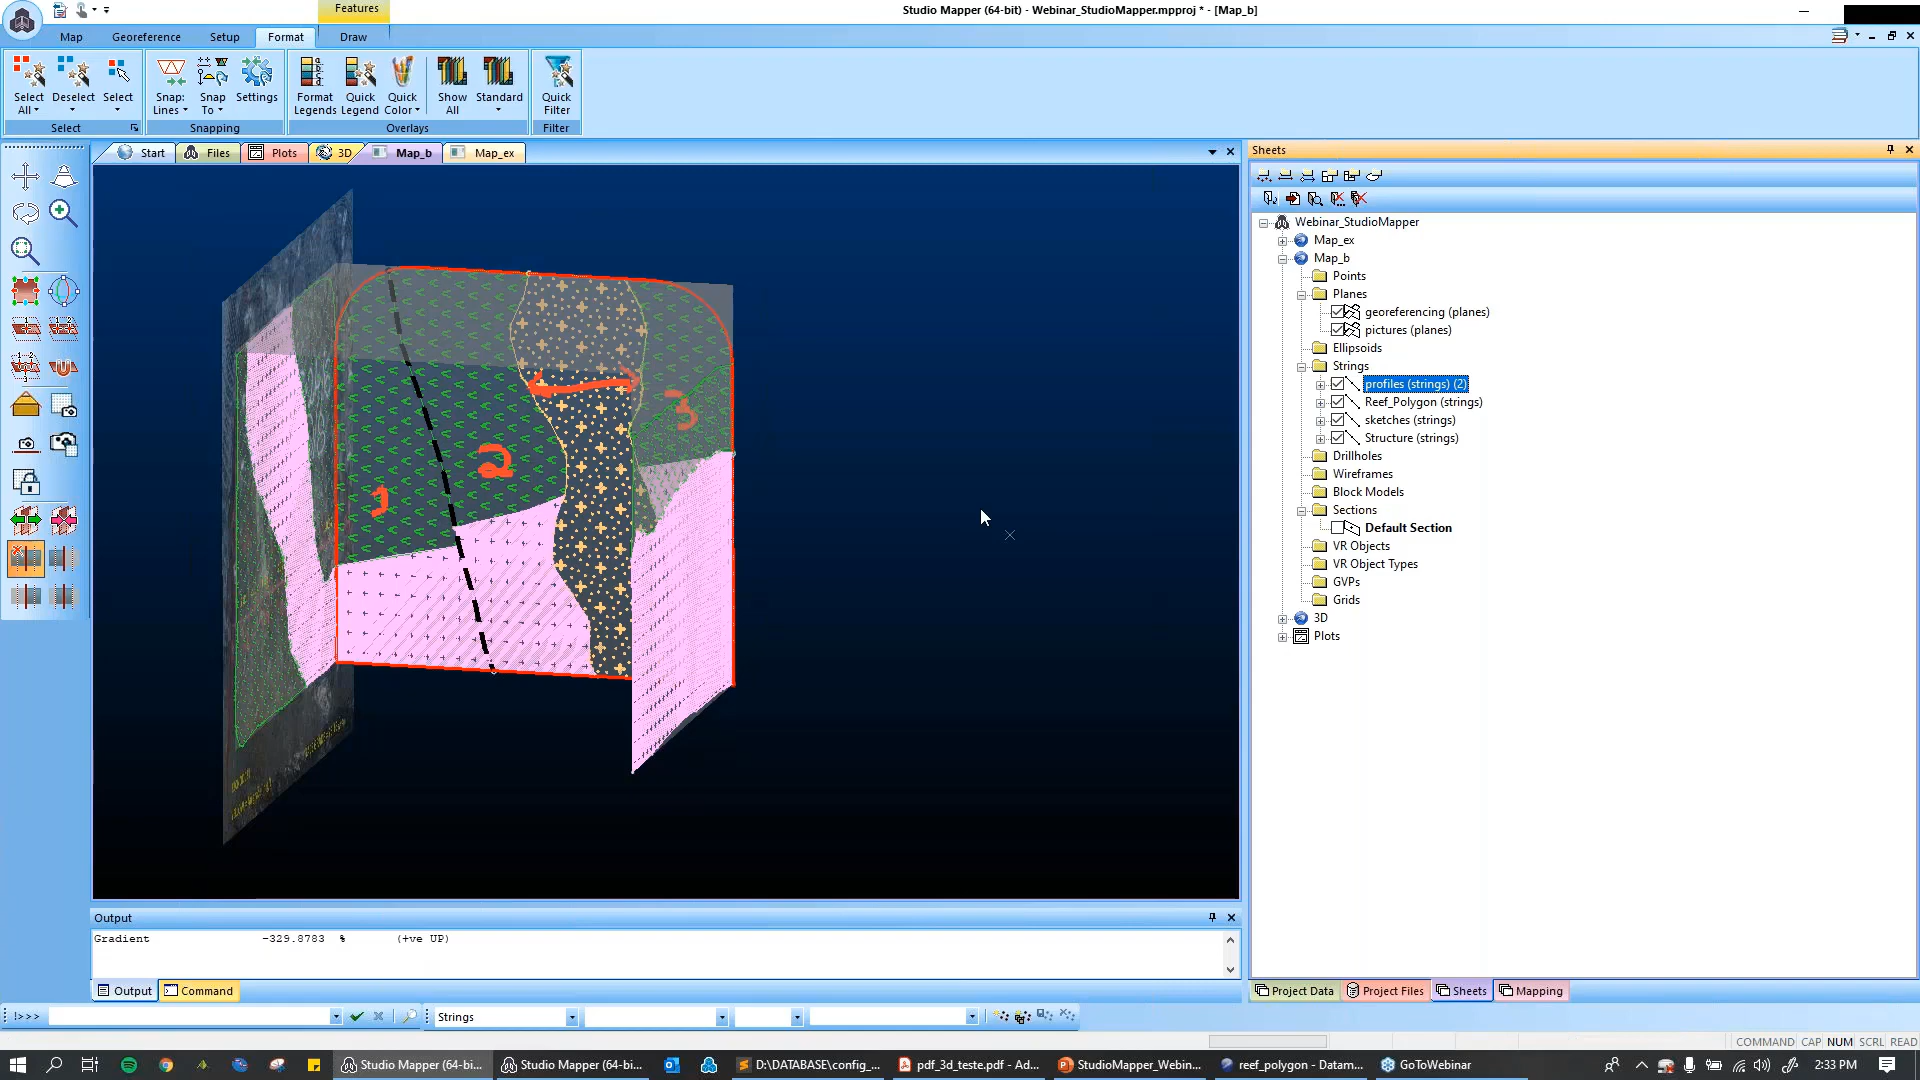 Features
Studio Mapper (64-bit) - Webinar_StudioMapper.mpproj * - [Map_b]
Map Georeference Setup Format Draw
Select All Deselect Select Snap: Lines Snap To Settings Format Legends Quick Legend Quick Color Show All Standard Quick Filter
Select Snapping Overlays Filter
Start Files Plots 3D Map_b Map_ex
Sheets
Webinar_StudioMapper
Map_ex
Map_b
Points
Planes
georeferencing (planes)
pictures (planes)
Ellipsoids
Strings
profiles (strings) (2)
Reef_Polygon (strings)
sketches (strings)
Structure (strings)
Drillholes
Wireframes
Block Models
Sections
Default Section
VR Objects
VR Object Types
GVPs
Grids
3D
Plots
1 2 3
Output
Gradient -329.8783 % (+ve UP)
Output Command
Project Data Project Files Sheets Mapping
!>>> Strings
COMMAND CAP NUM SCRL READ
Studio Mapper (64-bi... Studio Mapper (64-bi... D:\DATABASE\config_... pdf_3d_teste.pdf - Ad... StudioMapper_Webin... reef_polygon - Datam... GoToWebinar 2:33 PM